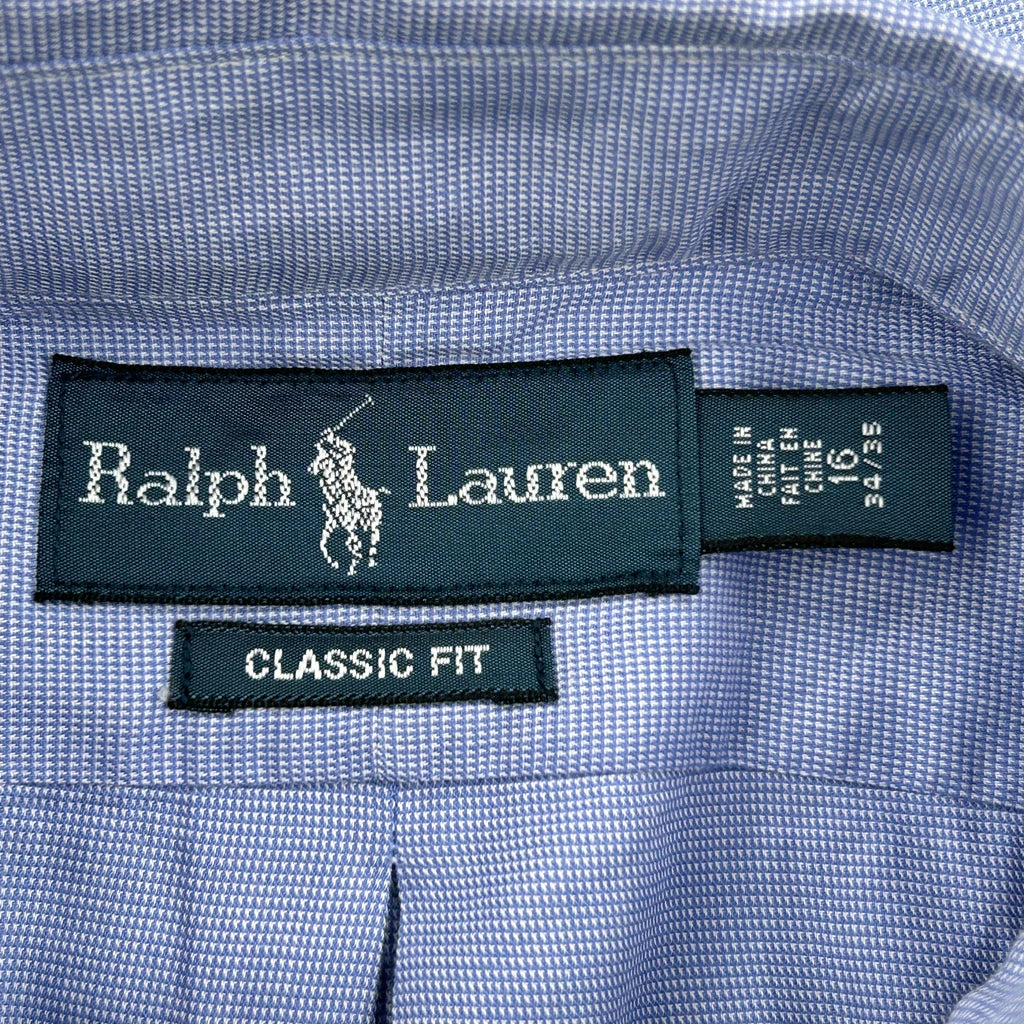 Ralph Lauren
CLASSIC FIT
MADE IN
CHINA
FAIT EN
CHINE
16
34/35